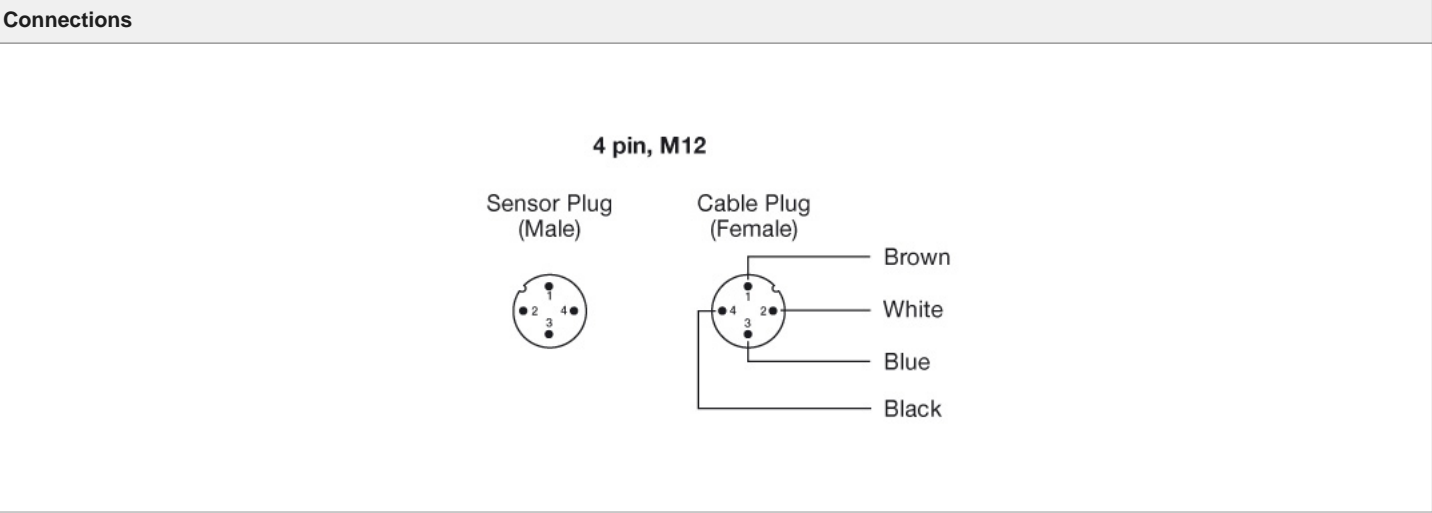 Connections
4 pin, M12
Sensor Plug
(Male)
1
2
4
3
Cable Plug
(Female)
1
4
2
3
Brown
White
Blue
Black